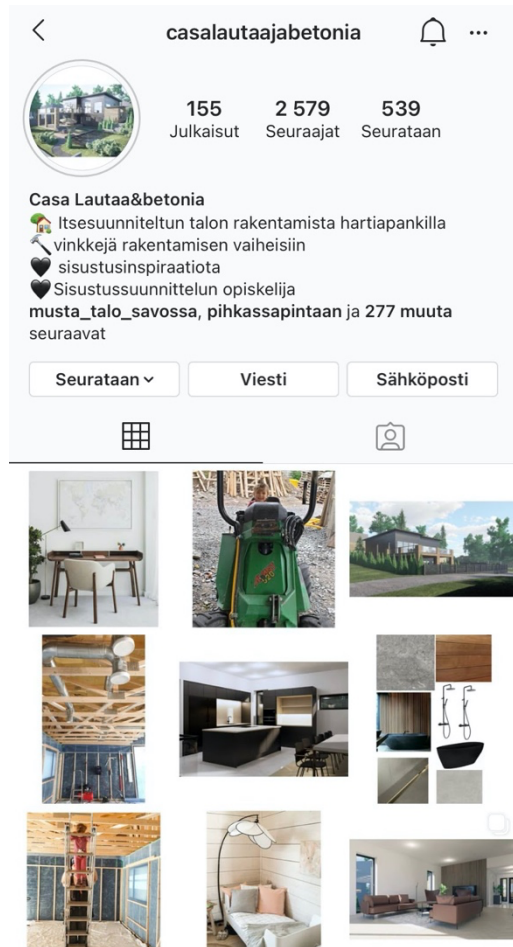 casalautaajabetonia
155 2 579 539
Julkaisut Seuraajat Seurataan
Casa Lautaa&betonia
Itsesuunniteltun talon rakentamista hartiapankilla
vinkkejä rakentamisen vaiheisiin
sisustusinspiraatiota
Sisustussuunnittelun opiskelija
musta_talo_savossa, pihkassapintaan ja 277 muuta
seuraavat
Seurataan Viesti Sähköposti